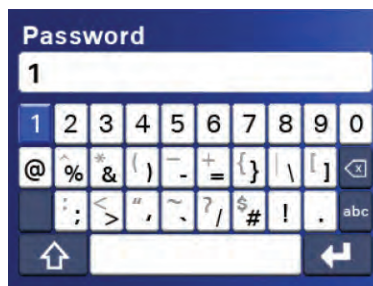 Password
1
1 2 3 4 5 6 7 8 9 0
@ ^ % * & ( ) - - + = { } | \ [ ]
: ; < > " , ~ ` ? / $ # ! . abc